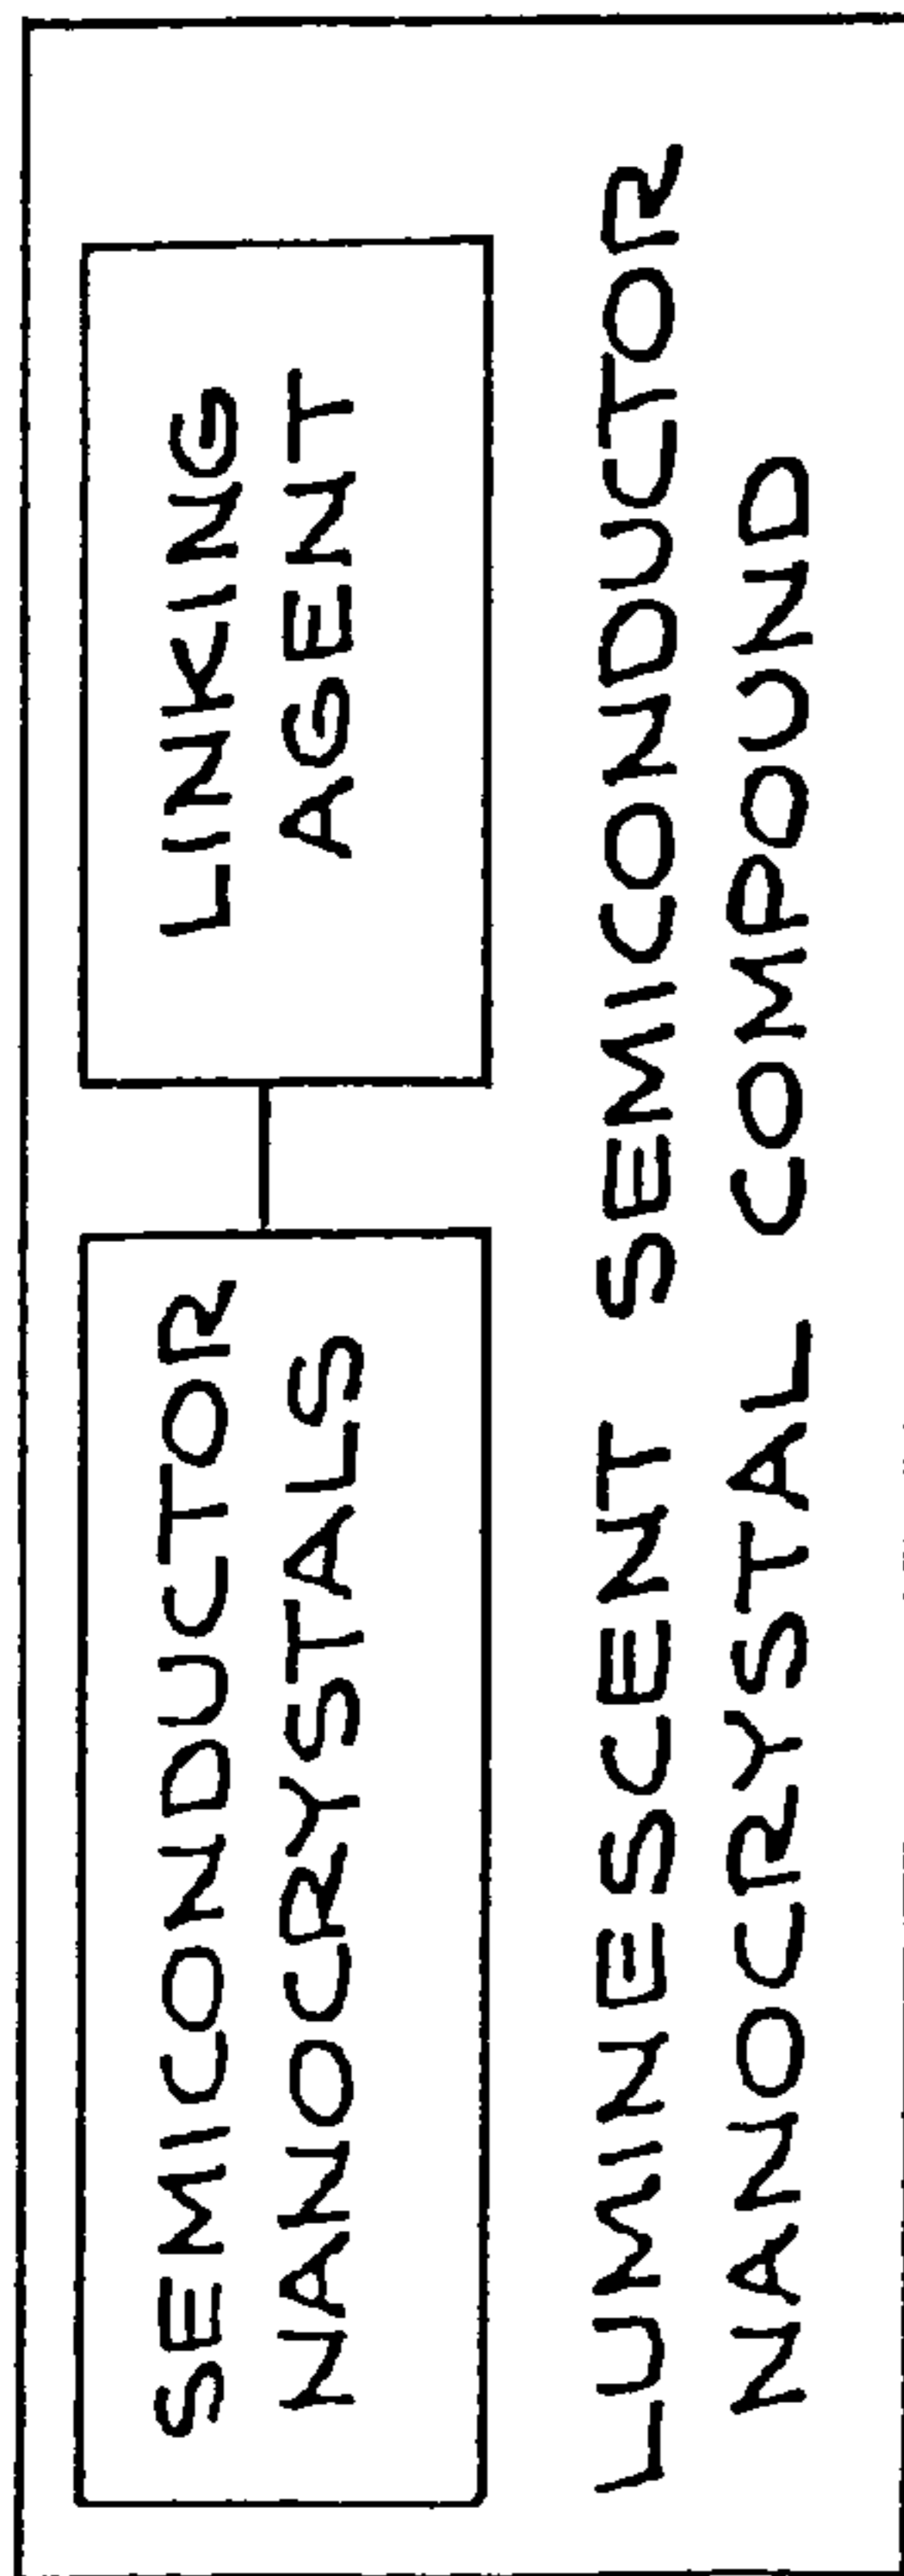 SEMICONDUCTOR
NANOCRYSTALS
LINKING
AGENT
LUMINESCENT SEMICONDUCTOR
NANOCRYSTAL COMPOUND